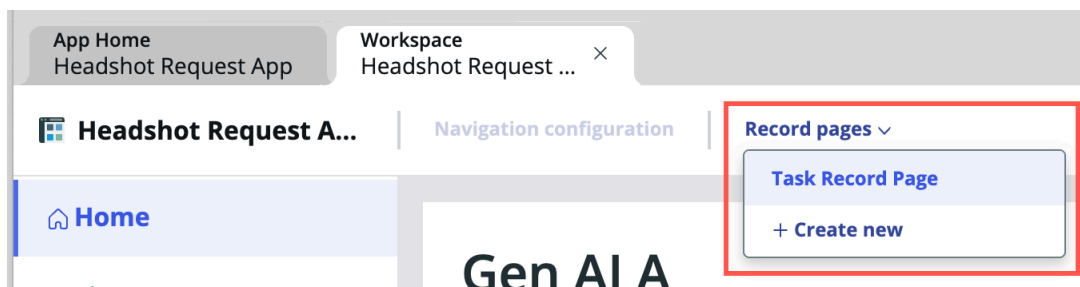 App Home
Headshot Request App
Workspace
Headshot Request ...
Headshot Request A...
Navigation configuration
Record pages
Task Record Page
+ Create new
Home
Gen AI A